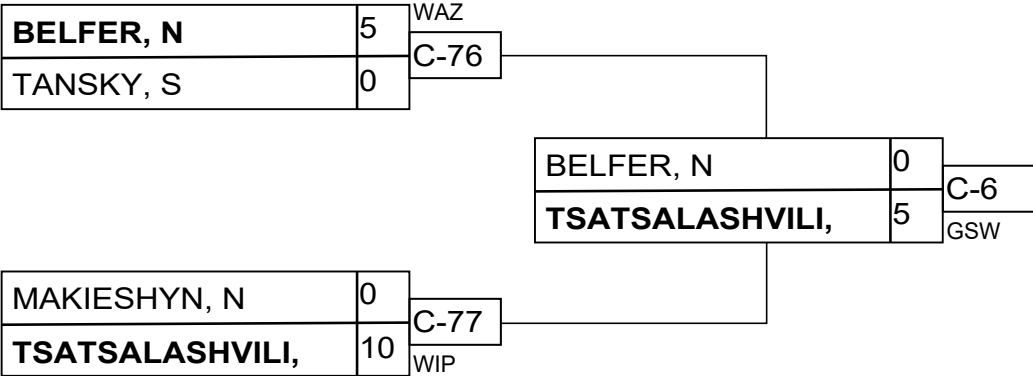 WAZ
BELFER, N 5
C-76
TANSKY, S 0
BELFER, N 0
C-6
TSATSALASHVILI, 5
GSW
MAKIESHYN, N 0
C-77
TSATSALASHVILI, 10
WIP